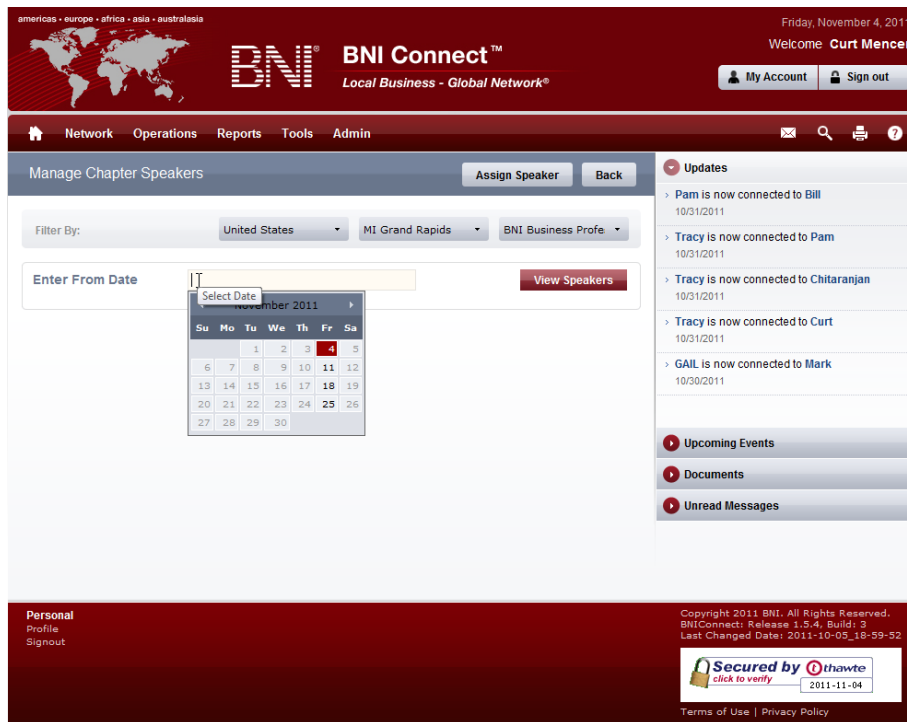 americas • europe • africa • asia • australasia
Friday, November 4, 2011
Welcome Curt Mencer
BNI®
BNI Connect™
Local Business - Global Network®
My Account
Sign out
Network Operations Reports Tools Admin
Manage Chapter Speakers
Assign Speaker
Back
Filter By:
United States
MI Grand Rapids
BNI Business Profe
Enter From Date
View Speakers
Select Date
November 2011
Su Mo Tu We Th Fr Sa
1 2 3 4 5
6 7 8 9 10 11 12
13 14 15 16 17 18 19
20 21 22 23 24 25 26
27 28 29 30
Updates
Pam is now connected to Bill
10/31/2011
Tracy is now connected to Pam
10/31/2011
Tracy is now connected to Chitaranjan
10/31/2011
Tracy is now connected to Curt
10/31/2011
GAIL is now connected to Mark
10/30/2011
Upcoming Events
Documents
Unread Messages
Personal
Profile
Signout
Copyright 2011 BNI. All Rights Reserved.
BNIConnect: Release 1.5.4, Build: 3
Last Changed Date: 2011-10-05_18-59-52
Secured by thawte
click to verify
2011-11-04
Terms of Use | Privacy Policy